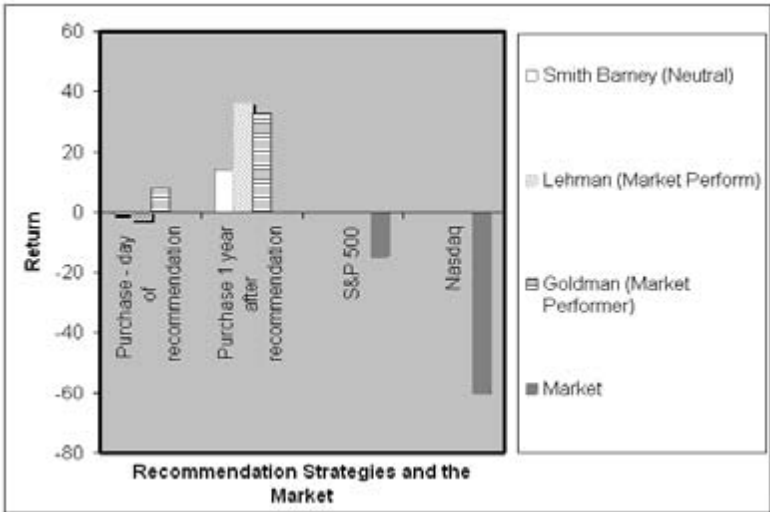 60
40
20
0
-20
-40
-60
-80
Return
Purchase - day
of
recommendation
Purchase 1 year
after
recommendation
S&P 500
Nasdaq
Recommendation Strategies and the
Market
Smith Barney (Neutral)
Lehman (Market Perform)
Goldman (Market
Performer)
Market